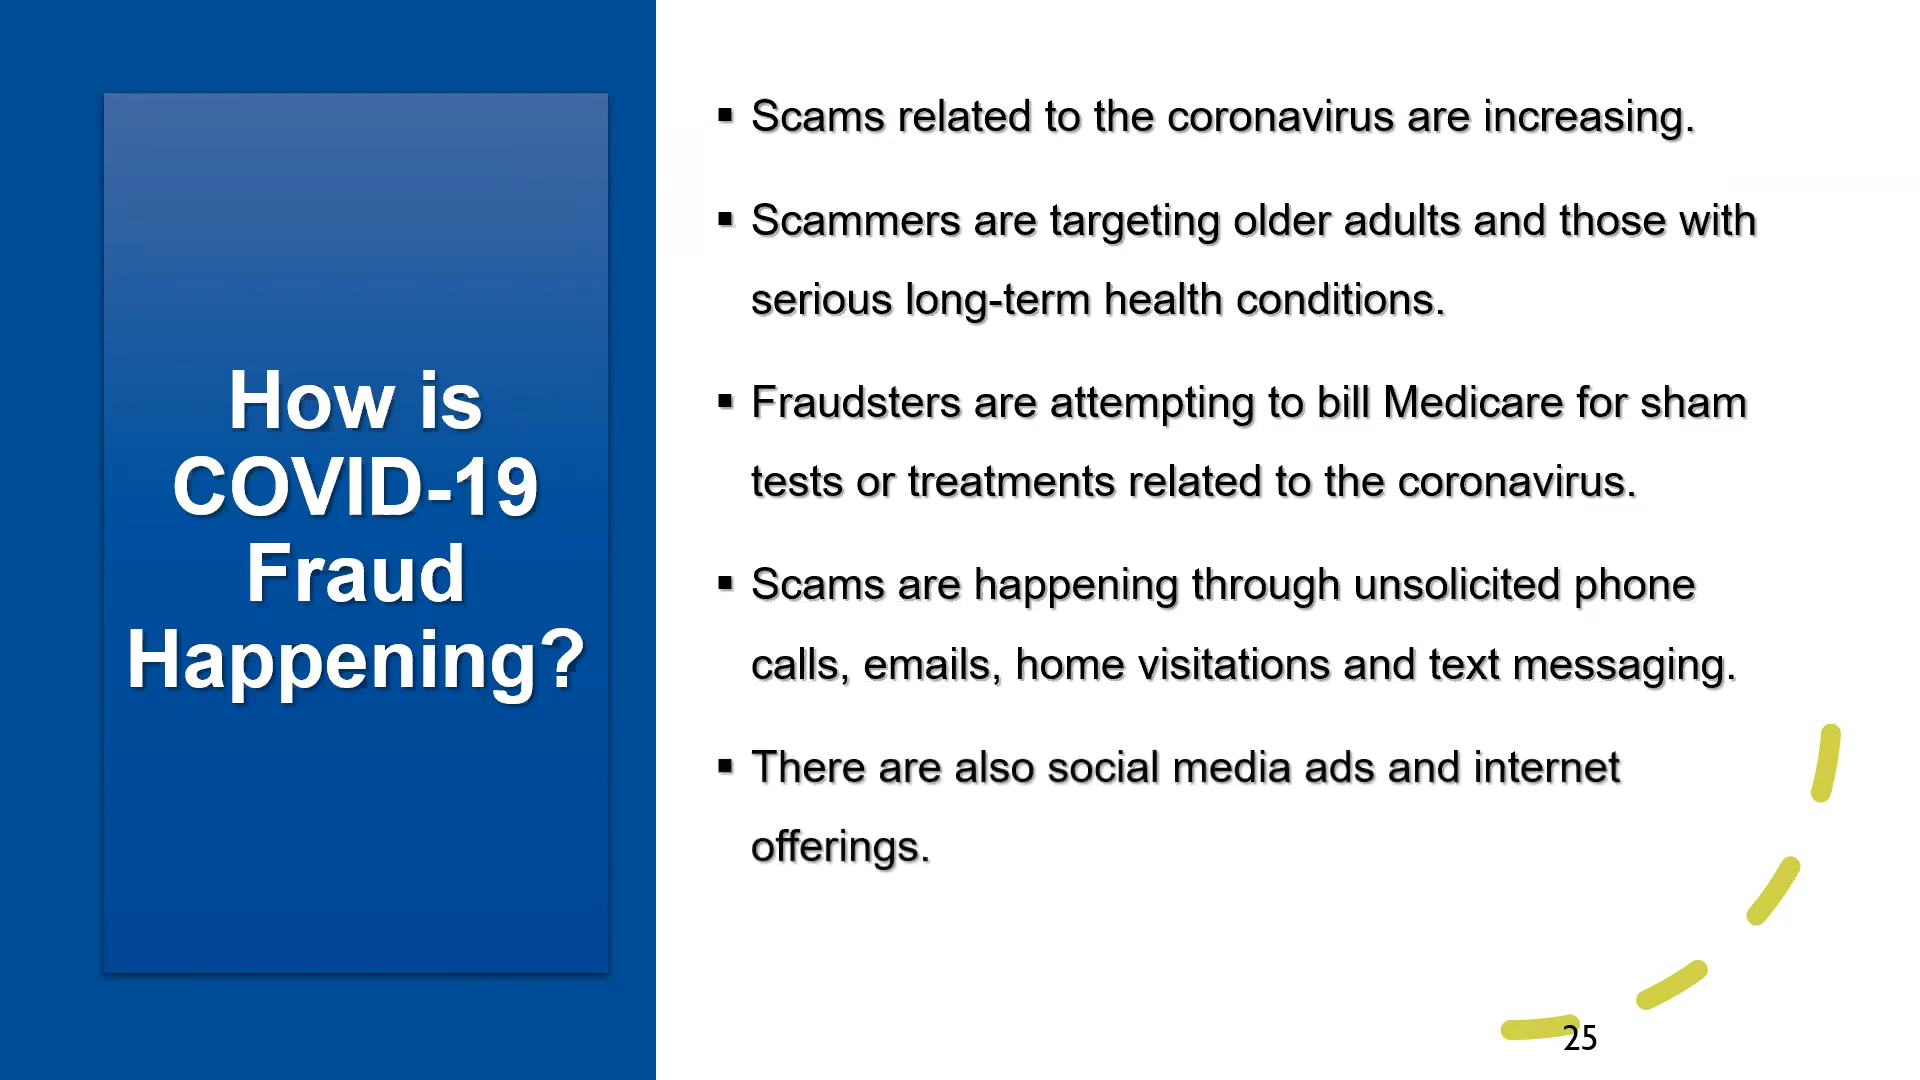 How is
COVID-19
Fraud
Happening?
▪ Scams related to the coronavirus are increasing.
▪ Scammers are targeting older adults and those with
serious long-term health conditions.
▪ Fraudsters are attempting to bill Medicare for sham
tests or treatments related to the coronavirus.
▪ Scams are happening through unsolicited phone
calls, emails, home visitations and text messaging.
▪ There are also social media ads and internet
offerings.
25